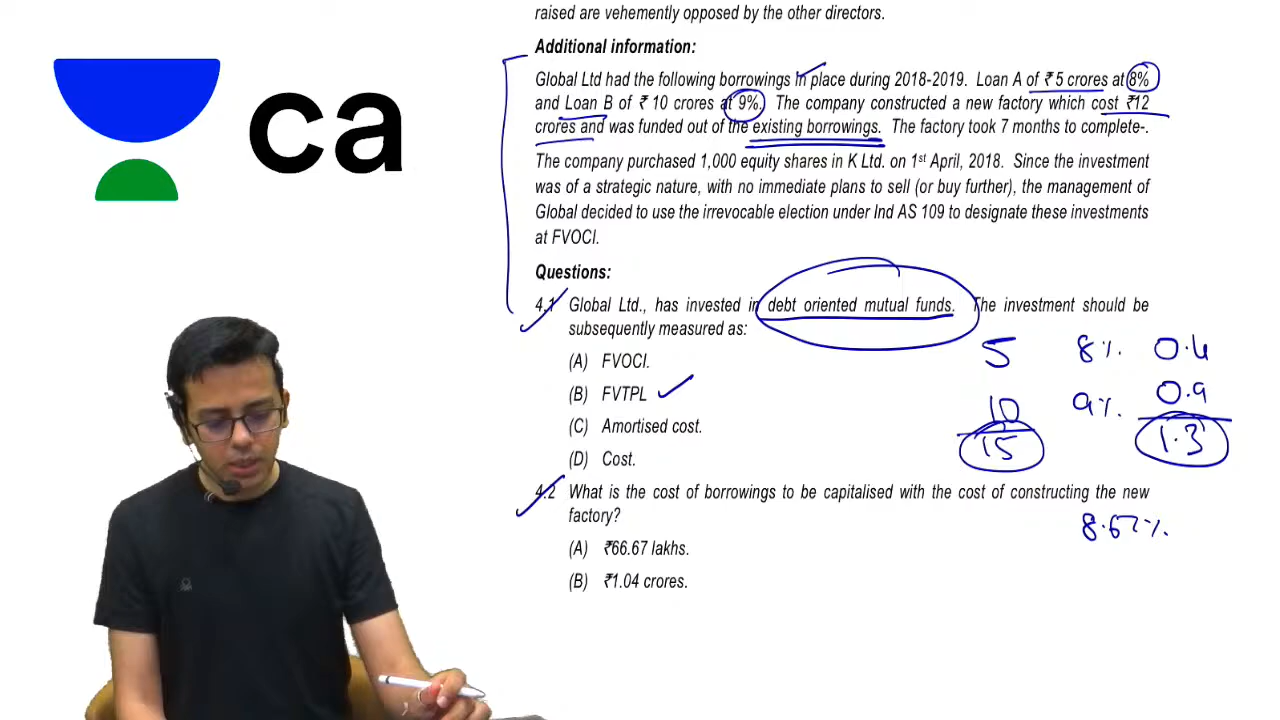 raised are vehemently opposed by the other directors.
Additional information:
Global Ltd had the following borrowings in place during 2018-2019. Loan A of ₹ 5 crores at 8%
and Loan B of ₹ 10 crores at 9%. The company constructed a new factory which cost ₹12
crores and was funded out of the existing borrowings. The factory took 7 months to complete-.
The company purchased 1,000 equity shares in K Ltd. on 1st April, 2018. Since the investment
was of a strategic nature, with no immediate plans to sell (or buy further), the management of
Global decided to use the irrevocable election under Ind AS 109 to designate these investments
at FVOCI.
Questions:
4.1 Global Ltd., has invested in debt oriented mutual funds. The investment should be
subsequently measured as:
(A) FVOCI.
(B) FVTPL
(C) Amortised cost.
(D) Cost.
4.2 What is the cost of borrowings to be capitalised with the cost of constructing the new
factory?
(A) ₹66.67 lakhs.
(B) ₹1.04 crores.
ca
5 8% 0.4
10 9% 0.9
15 1.3
8.67%